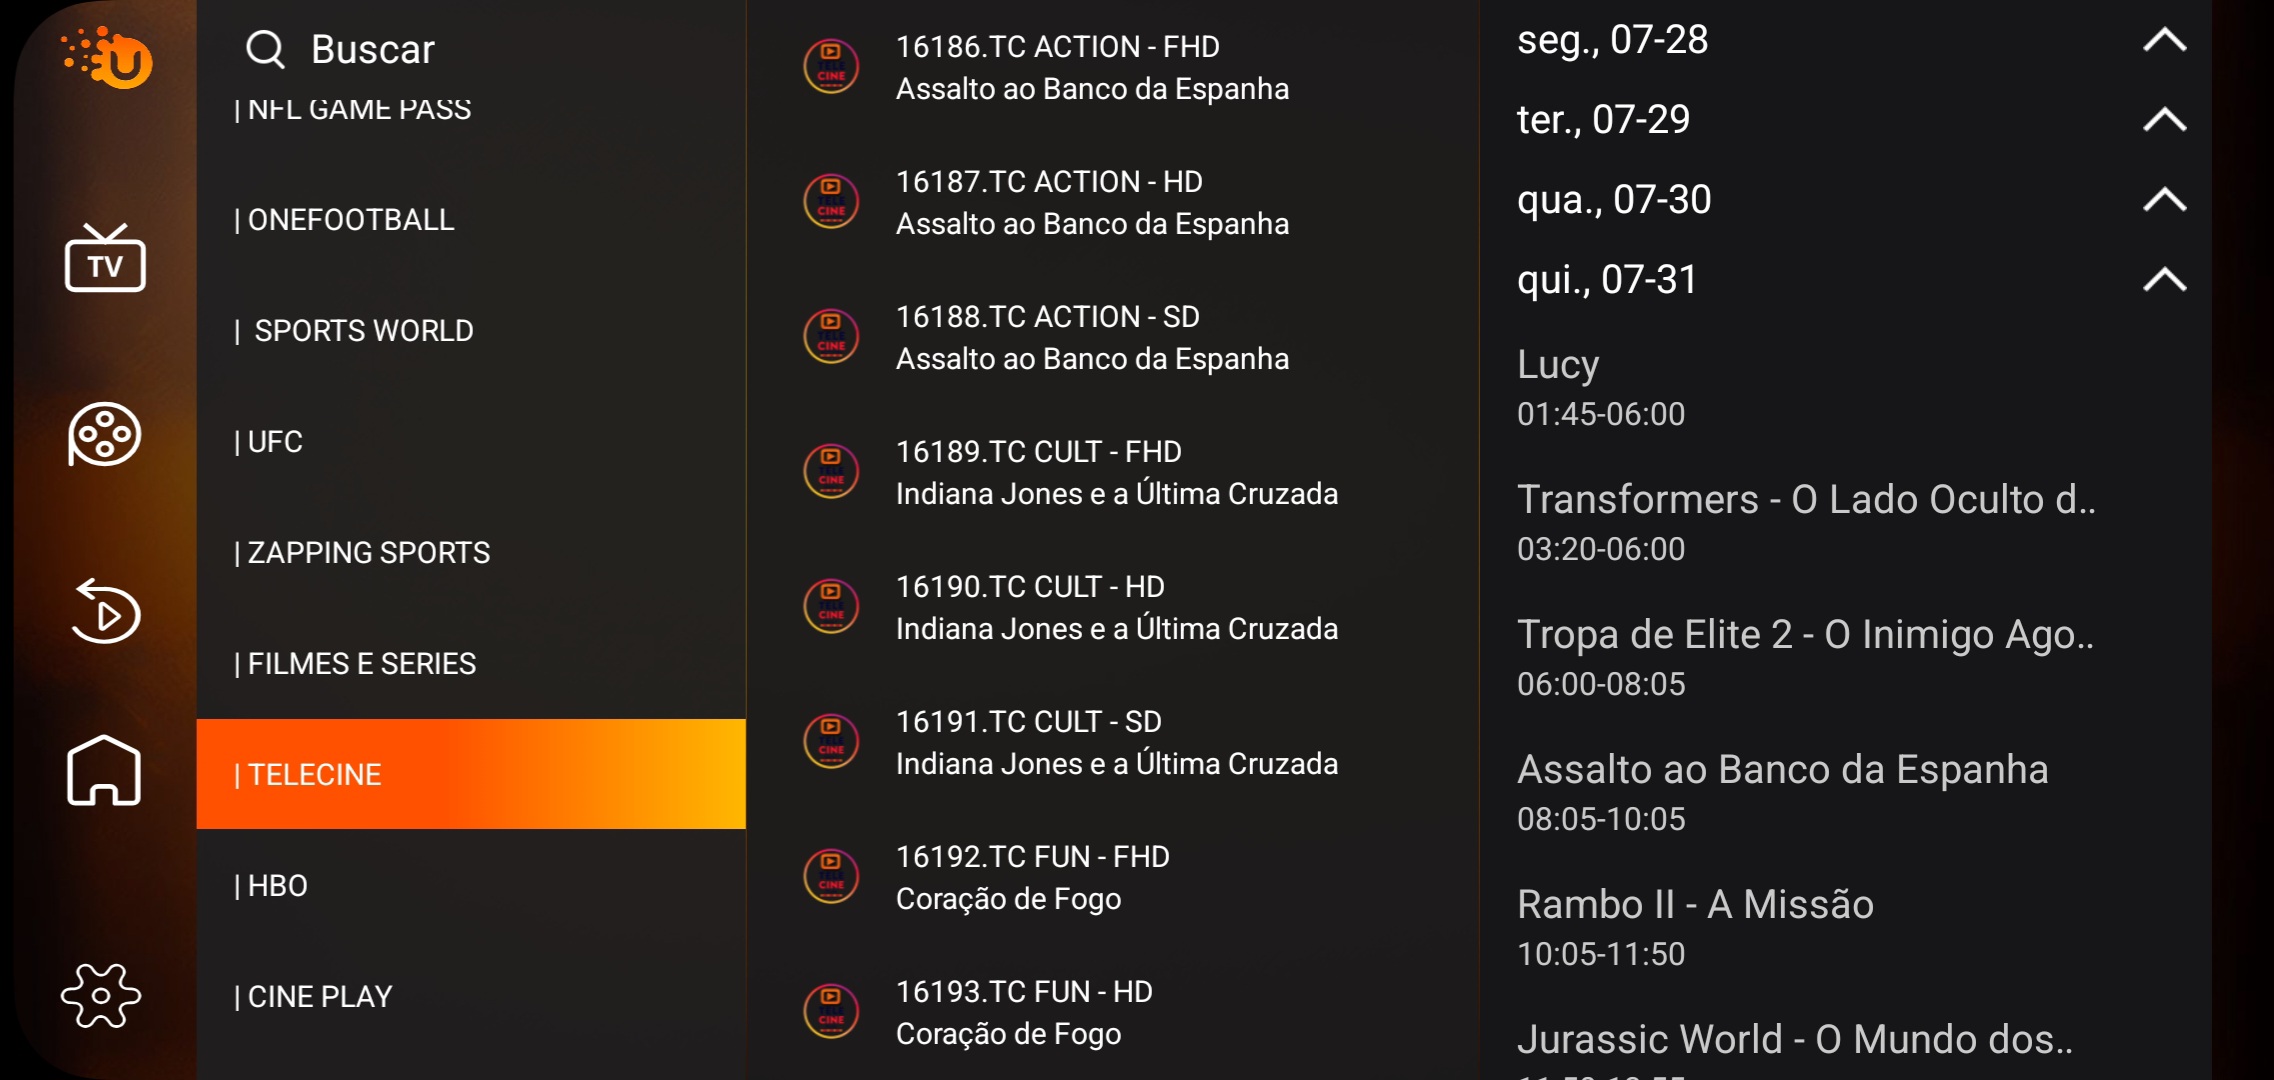 U
TV
Buscar
| NFL GAME PASS
| ONEFOOTBALL
| SPORTS WORLD
| UFC
| ZAPPING SPORTS
| FILMES E SERIES
| TELECINE
| HBO
| CINE PLAY
16186.TC ACTION - FHD
Assalto ao Banco da Espanha
16187.TC ACTION - HD
Assalto ao Banco da Espanha
16188.TC ACTION - SD
Assalto ao Banco da Espanha
16189.TC CULT - FHD
Indiana Jones e a Última Cruzada
16190.TC CULT - HD
Indiana Jones e a Última Cruzada
16191.TC CULT - SD
Indiana Jones e a Última Cruzada
16192.TC FUN - FHD
Coração de Fogo
16193.TC FUN - HD
Coração de Fogo
seg., 07-28
ter., 07-29
qua., 07-30
qui., 07-31
Lucy
01:45-06:00
Transformers - O Lado Oculto d..
03:20-06:00
Tropa de Elite 2 - O Inimigo Ago..
06:00-08:05
Assalto ao Banco da Espanha
08:05-10:05
Rambo II - A Missão
10:05-11:50
Jurassic World - O Mundo dos..